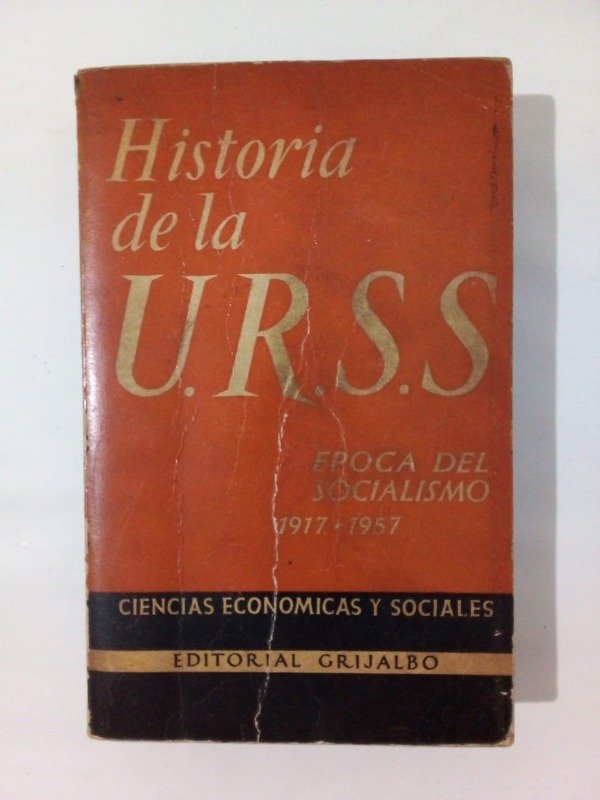 Historia
de la
U.R.S.S
EPOCA DEL
SOCIALISMO
1917-1957
CIENCIAS ECONOMICAS Y SOCIALES
EDITORIAL GRIJALBO